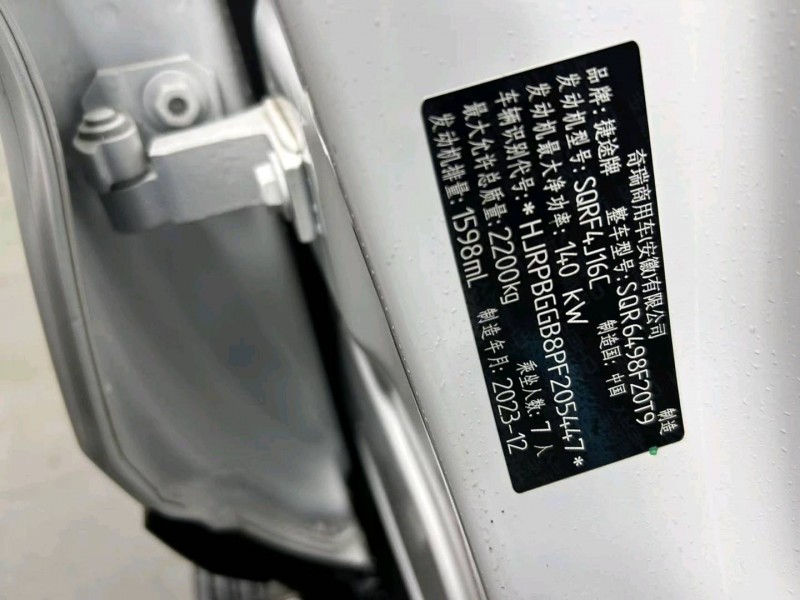 奇瑞商用车(安徽)有限公司 制造
品牌:捷途牌 整车型号:SQR6498F20T9
发动机型号:SQRF4J16C 制造国:中国
发动机最大净功率:140 kW
车辆识别代号:*HJRPBGGB8PF205447*
最大允许总质量:2200kg 乘坐人数:7人
发动机排量:1598mL 制造年月:2023-12